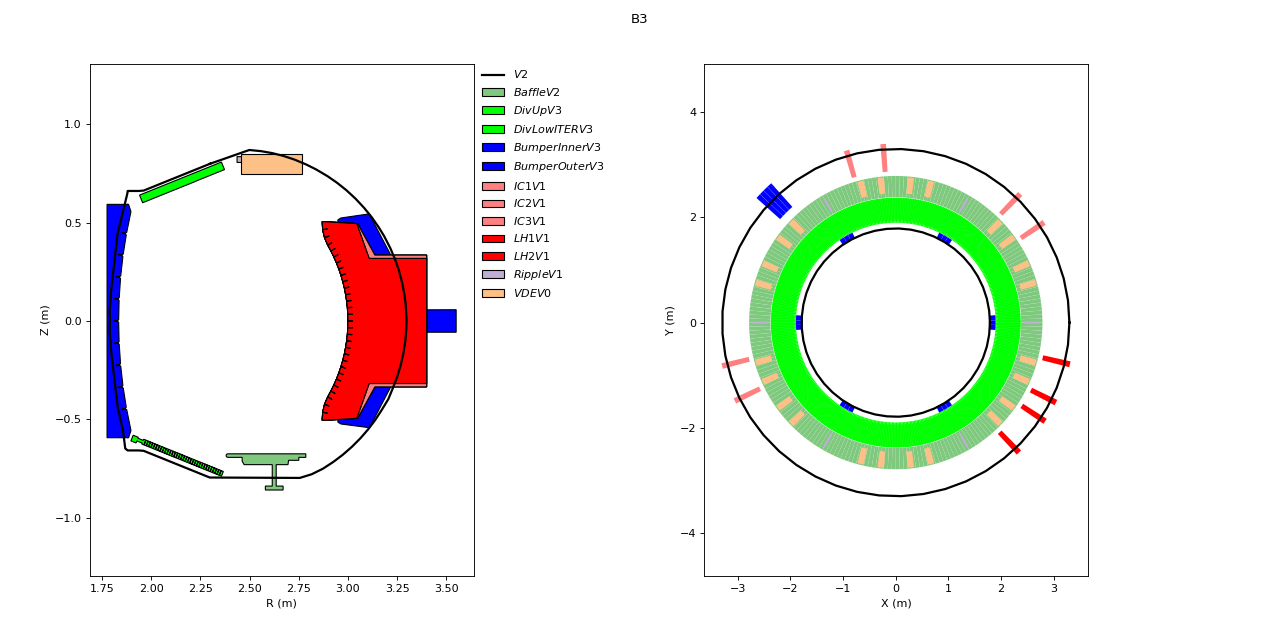 B3
1.0
0.5
0.0
−0.5
−1.0
Z (m)
1.75 2.00 2.25 2.50 2.75 3.00 3.25 3.50
R (m)
V2
BaffleV2
DivUpV3
DivLowITERV3
BumperInnerV3
BumperOuterV3
IC1V1
IC2V1
IC3V1
LH1V1
LH2V1
RippleV1
VDEV0
4
2
0
−2
−4
Y (m)
−3 −2 −1 0 1 2 3
X (m)